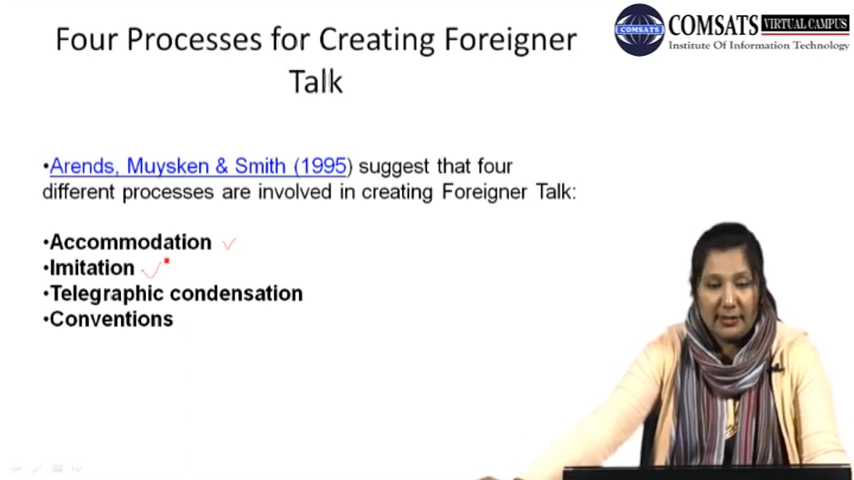 Four Processes for Creating Foreigner
Talk
COMSATS
COMSATS VIRTUAL CAMPUS
Institute Of Information Technology
•Arends, Muysken & Smith (1995) suggest that four
different processes are involved in creating Foreigner Talk:
•Accommodation
•Imitation
•Telegraphic condensation
•Conventions